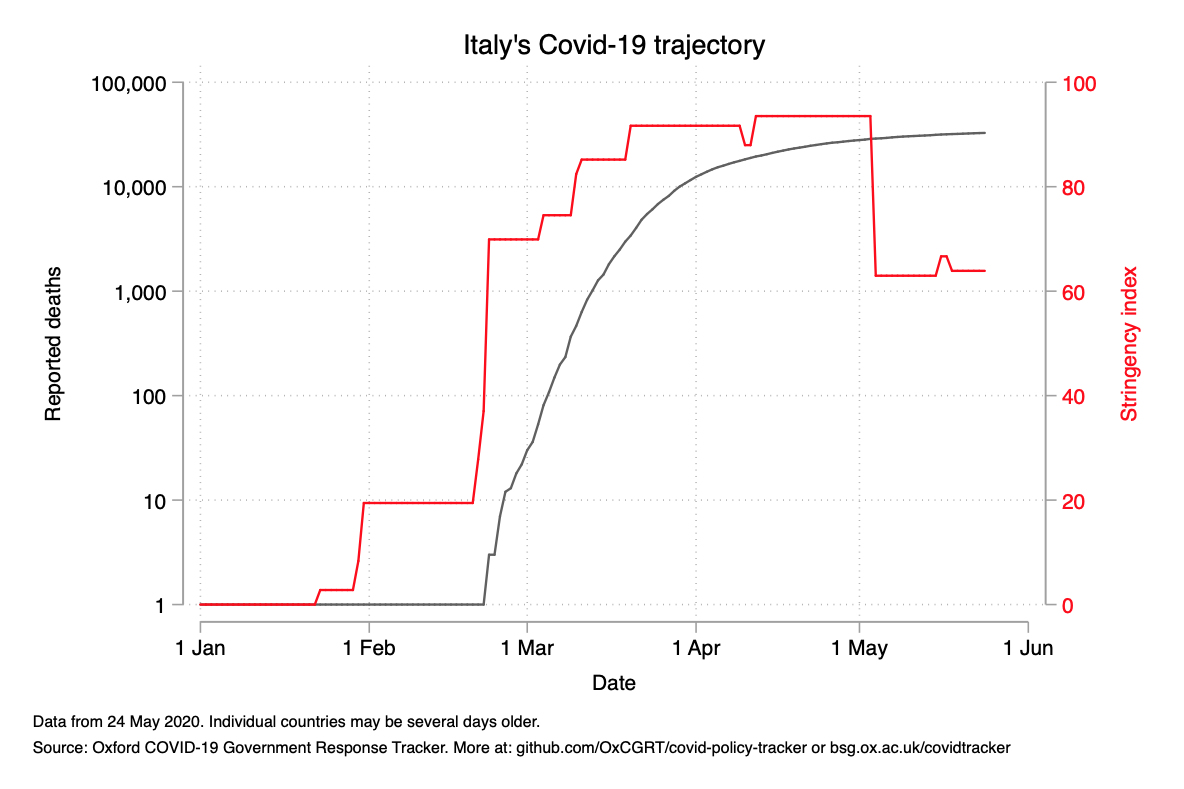 Italy's Covid-19 trajectory
100,000
10,000
1,000
100
10
1
Reported deaths
100
80
60
40
20
0
Stringency index
1 Jan 1 Feb 1 Mar 1 Apr 1 May 1 Jun
Date
Data from 24 May 2020. Individual countries may be several days older.
Source: Oxford COVID-19 Government Response Tracker. More at: github.com/OxCGRT/covid-policy-tracker or bsg.ox.ac.uk/covidtracker